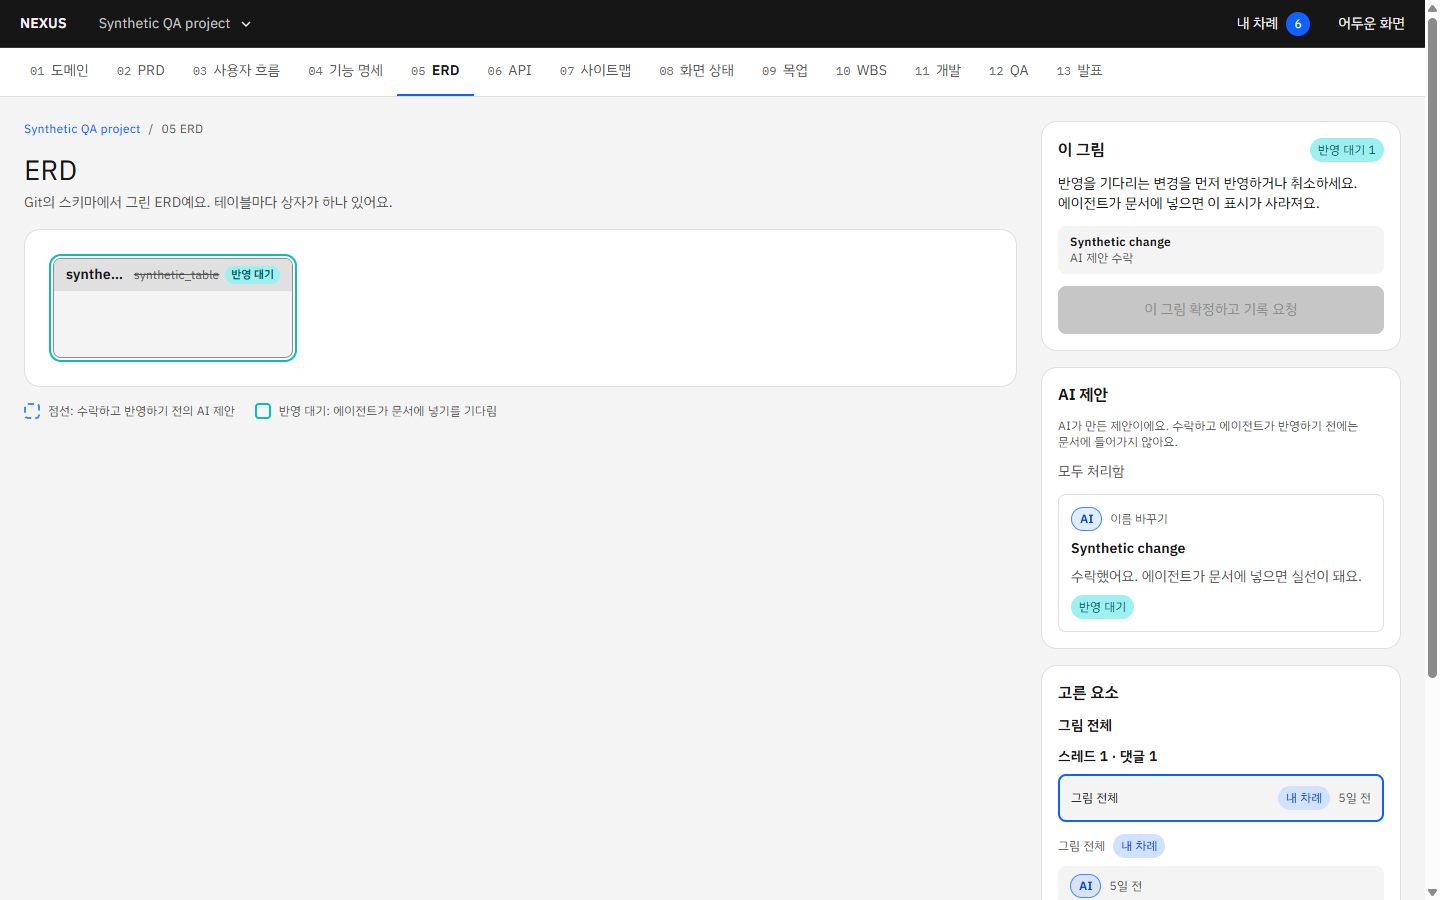 NEXUS Synthetic QA project 내 차례 6 어두운 화면
01 도메인 02 PRD 03 사용자 흐름 04 기능 명세 05 ERD 06 API 07 사이트맵 08 화면 상태 09 목업 10 WBS 11 개발 12 QA 13 발표
Synthetic QA project / 05 ERD
ERD
Git의 스키마에서 그린 ERD예요. 테이블마다 상자가 하나 있어요.
synthe... synthetic_table 반영 대기
점선: 수락하고 반영하기 전의 AI 제안 반영 대기: 에이전트가 문서에 넣기를 기다림
이 그림 반영 대기 1
반영을 기다리는 변경을 먼저 반영하거나 취소하세요.
에이전트가 문서에 넣으면 이 표시가 사라져요.
Synthetic change
AI 제안 수락
이 그림 확정하고 기록 요청
AI 제안
AI가 만든 제안이에요. 수락하고 에이전트가 반영하기 전에는
문서에 들어가지 않아요.
모두 처리함
AI 이름 바꾸기
Synthetic change
수락했어요. 에이전트가 문서에 넣으면 실선이 돼요.
반영 대기
고른 요소
그림 전체
스레드 1 · 댓글 1
그림 전체 내 차례 5일 전
그림 전체 내 차례
AI 5일 전